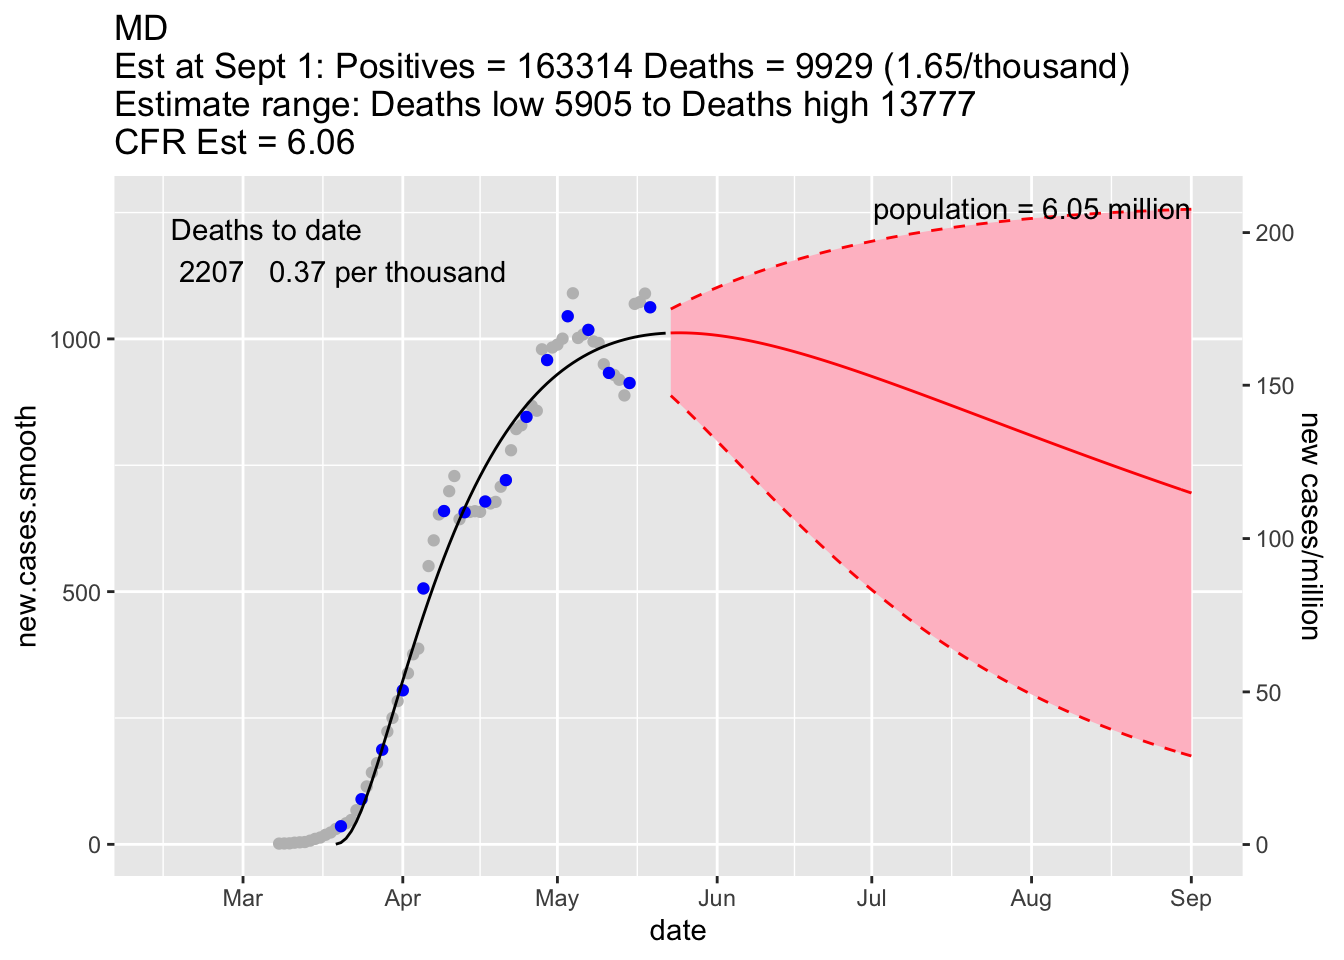 MD
Est at Sept 1: Positives = 163314 Deaths = 9929 (1.65/thousand)
Estimate range: Deaths low 5905 to Deaths high 13777
CFR Est = 6.06
population = 6.05 million
Deaths to date
2207 0.37 per thousand
1000
500
0
new.cases.smooth
200
150
100
50
0
new cases/million
Mar Apr May Jun Jul Aug Sep
date